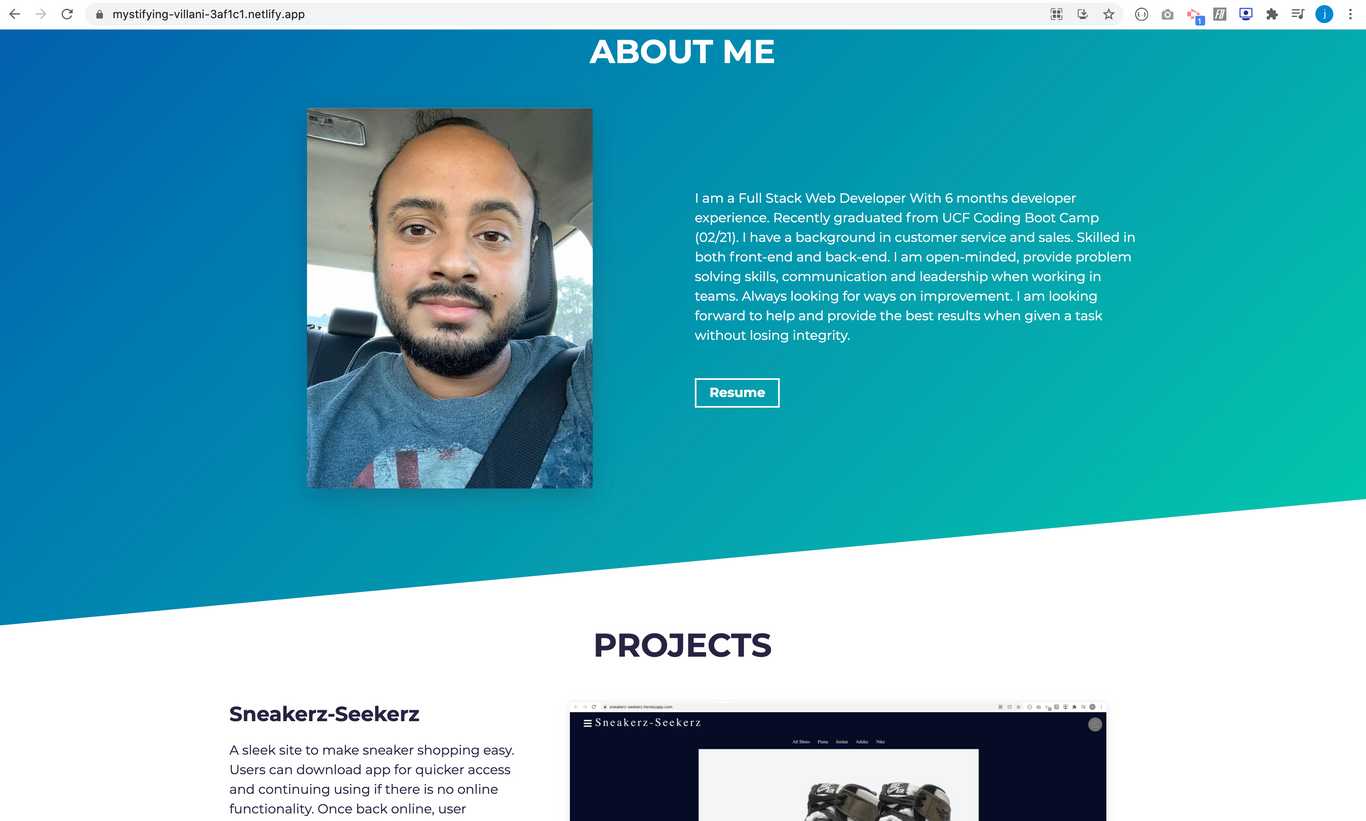 mystifying-villani-3af1c1.netlify.app
1
j
ABOUT ME
I am a Full Stack Web Developer With 6 months developer
experience. Recently graduated from UCF Coding Boot Camp
(02/21). I have a background in customer service and sales. Skilled in
both front-end and back-end. I am open-minded, provide problem
solving skills, communication and leadership when working in
teams. Always looking for ways on improvement. I am looking
forward to help and provide the best results when given a task
without losing integrity.
Resume
PROJECTS
Sneakerz-Seekerz
A sleek site to make sneaker shopping easy.
Users can download app for quicker access
and continuing using if there is no online
functionality. Once back online, user
sneakerz-seekerz.herokuapp.com
Sneakerz-Seekerz
All Shoes Puma Jordan Adidas Nike